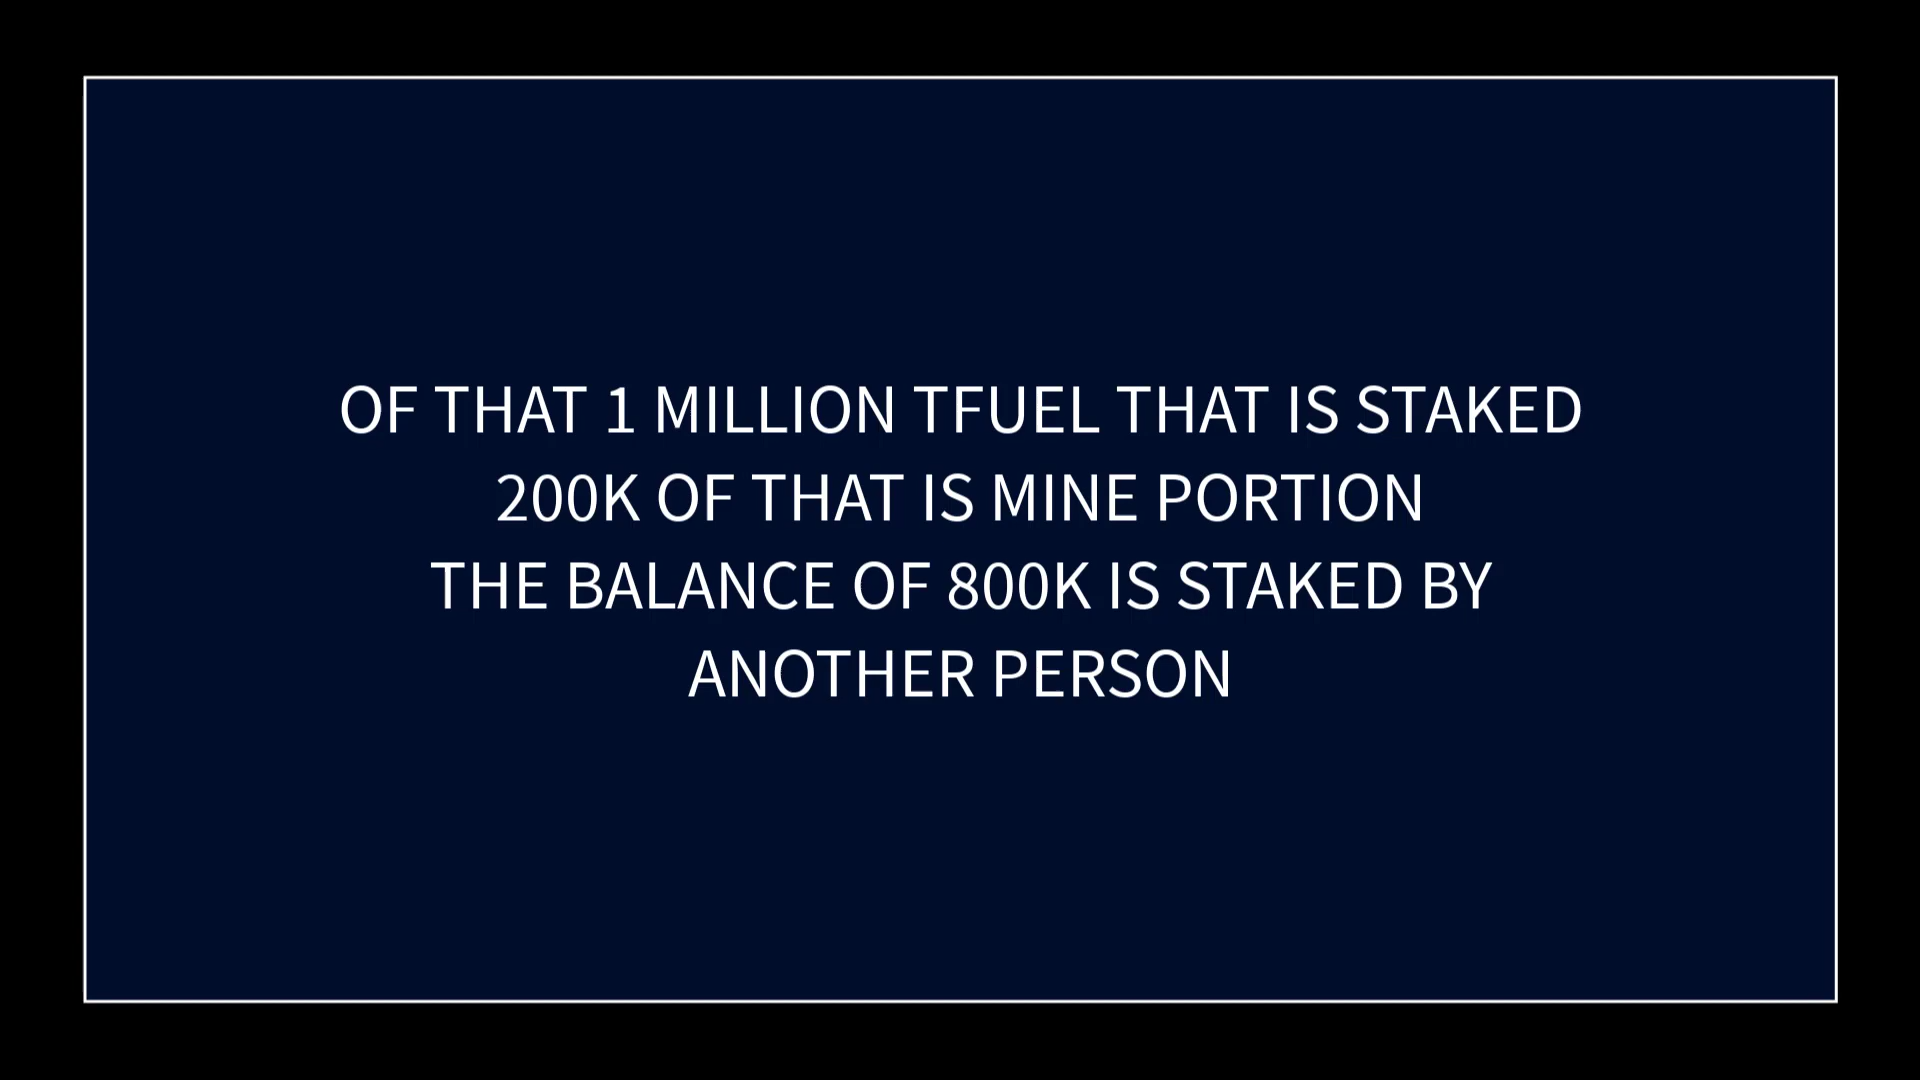 OF THAT 1 MILLION TFUEL THAT IS STAKED
200K OF THAT IS MINE PORTION
THE BALANCE OF 800K IS STAKED BY
ANOTHER PERSON